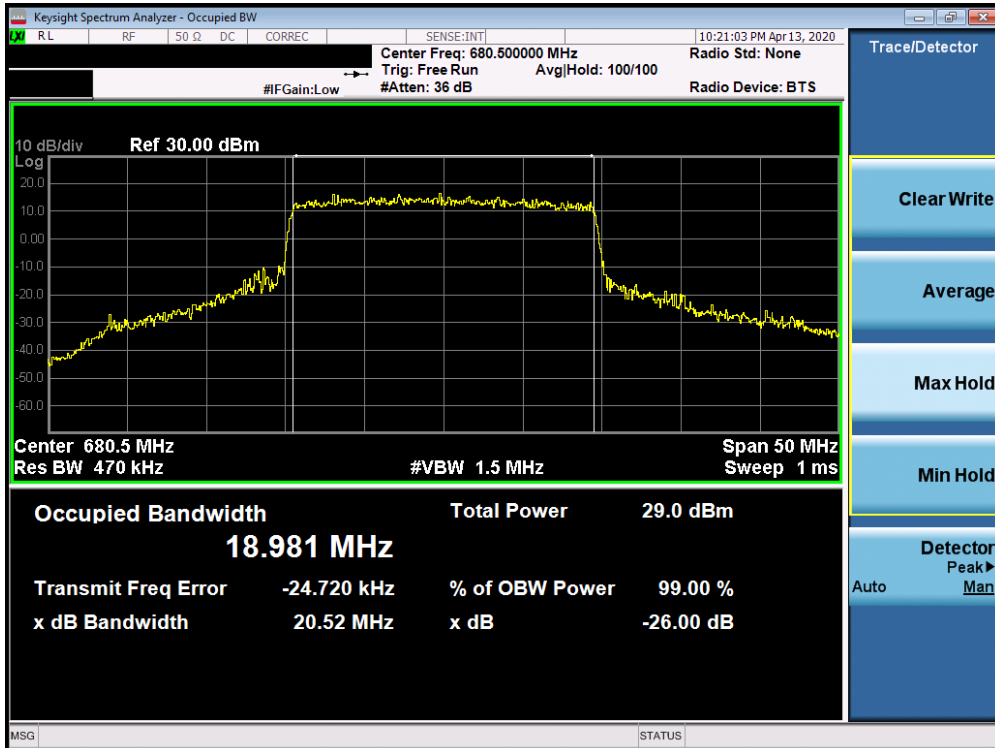 Keysight Spectrum Analyzer - Occupied BW
LXI RL RF 50 Ω DC CORREC SENSE:INT 10:21:03 PM Apr 13, 2020
Center Freq: 680.500000 MHz Radio Std: None
Trig: Free Run Avg|Hold: 100/100
#IFGain:Low #Atten: 36 dB Radio Device: BTS
10 dB/div Ref 30.00 dBm
Log
20.0
10.0
0.00
-10.0
-20.0
-30.0
-40.0
-50.0
-60.0
Center 680.5 MHz Span 50 MHz
Res BW 470 kHz #VBW 1.5 MHz Sweep 1 ms
Occupied Bandwidth Total Power 29.0 dBm
18.981 MHz
Transmit Freq Error -24.720 kHz % of OBW Power 99.00 %
x dB Bandwidth 20.52 MHz x dB -26.00 dB
MSG STATUS
Trace/Detector
Clear Write
Average
Max Hold
Min Hold
Detector
Peak▶
Auto Man